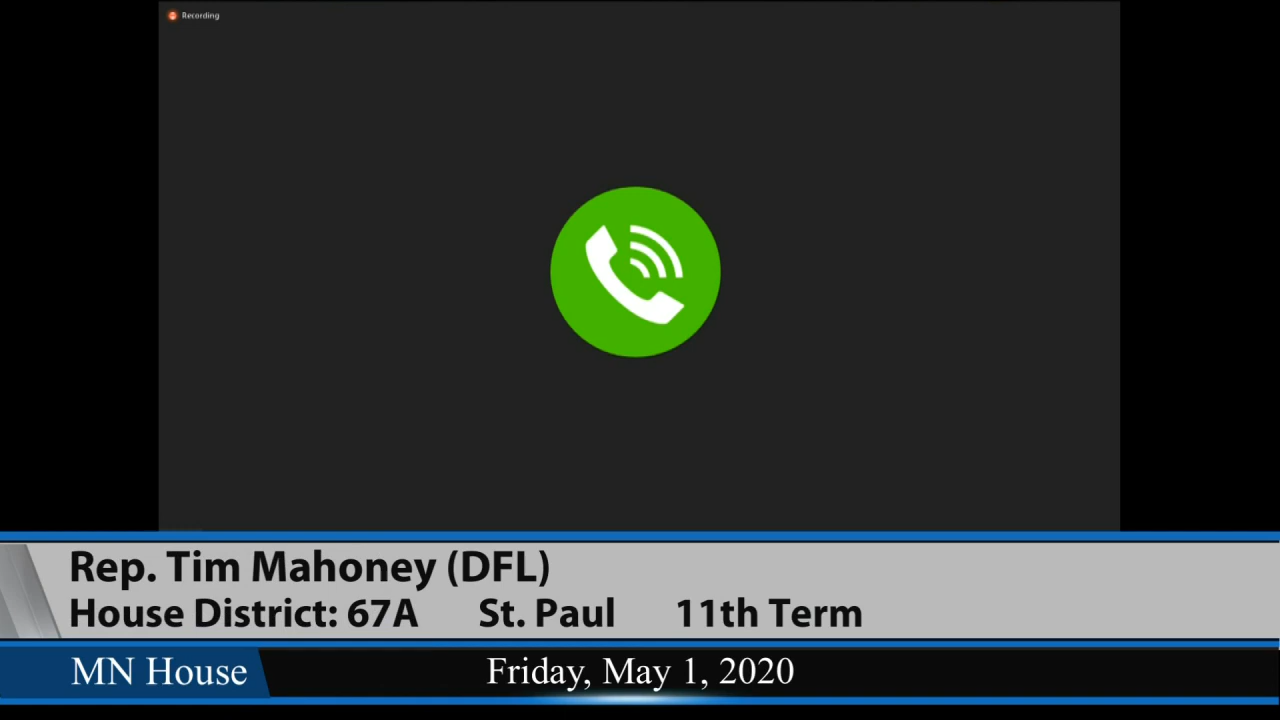 Recording
Rep. Tim Mahoney (DFL)
House District: 67A St. Paul 11th Term
MN House Friday, May 1, 2020